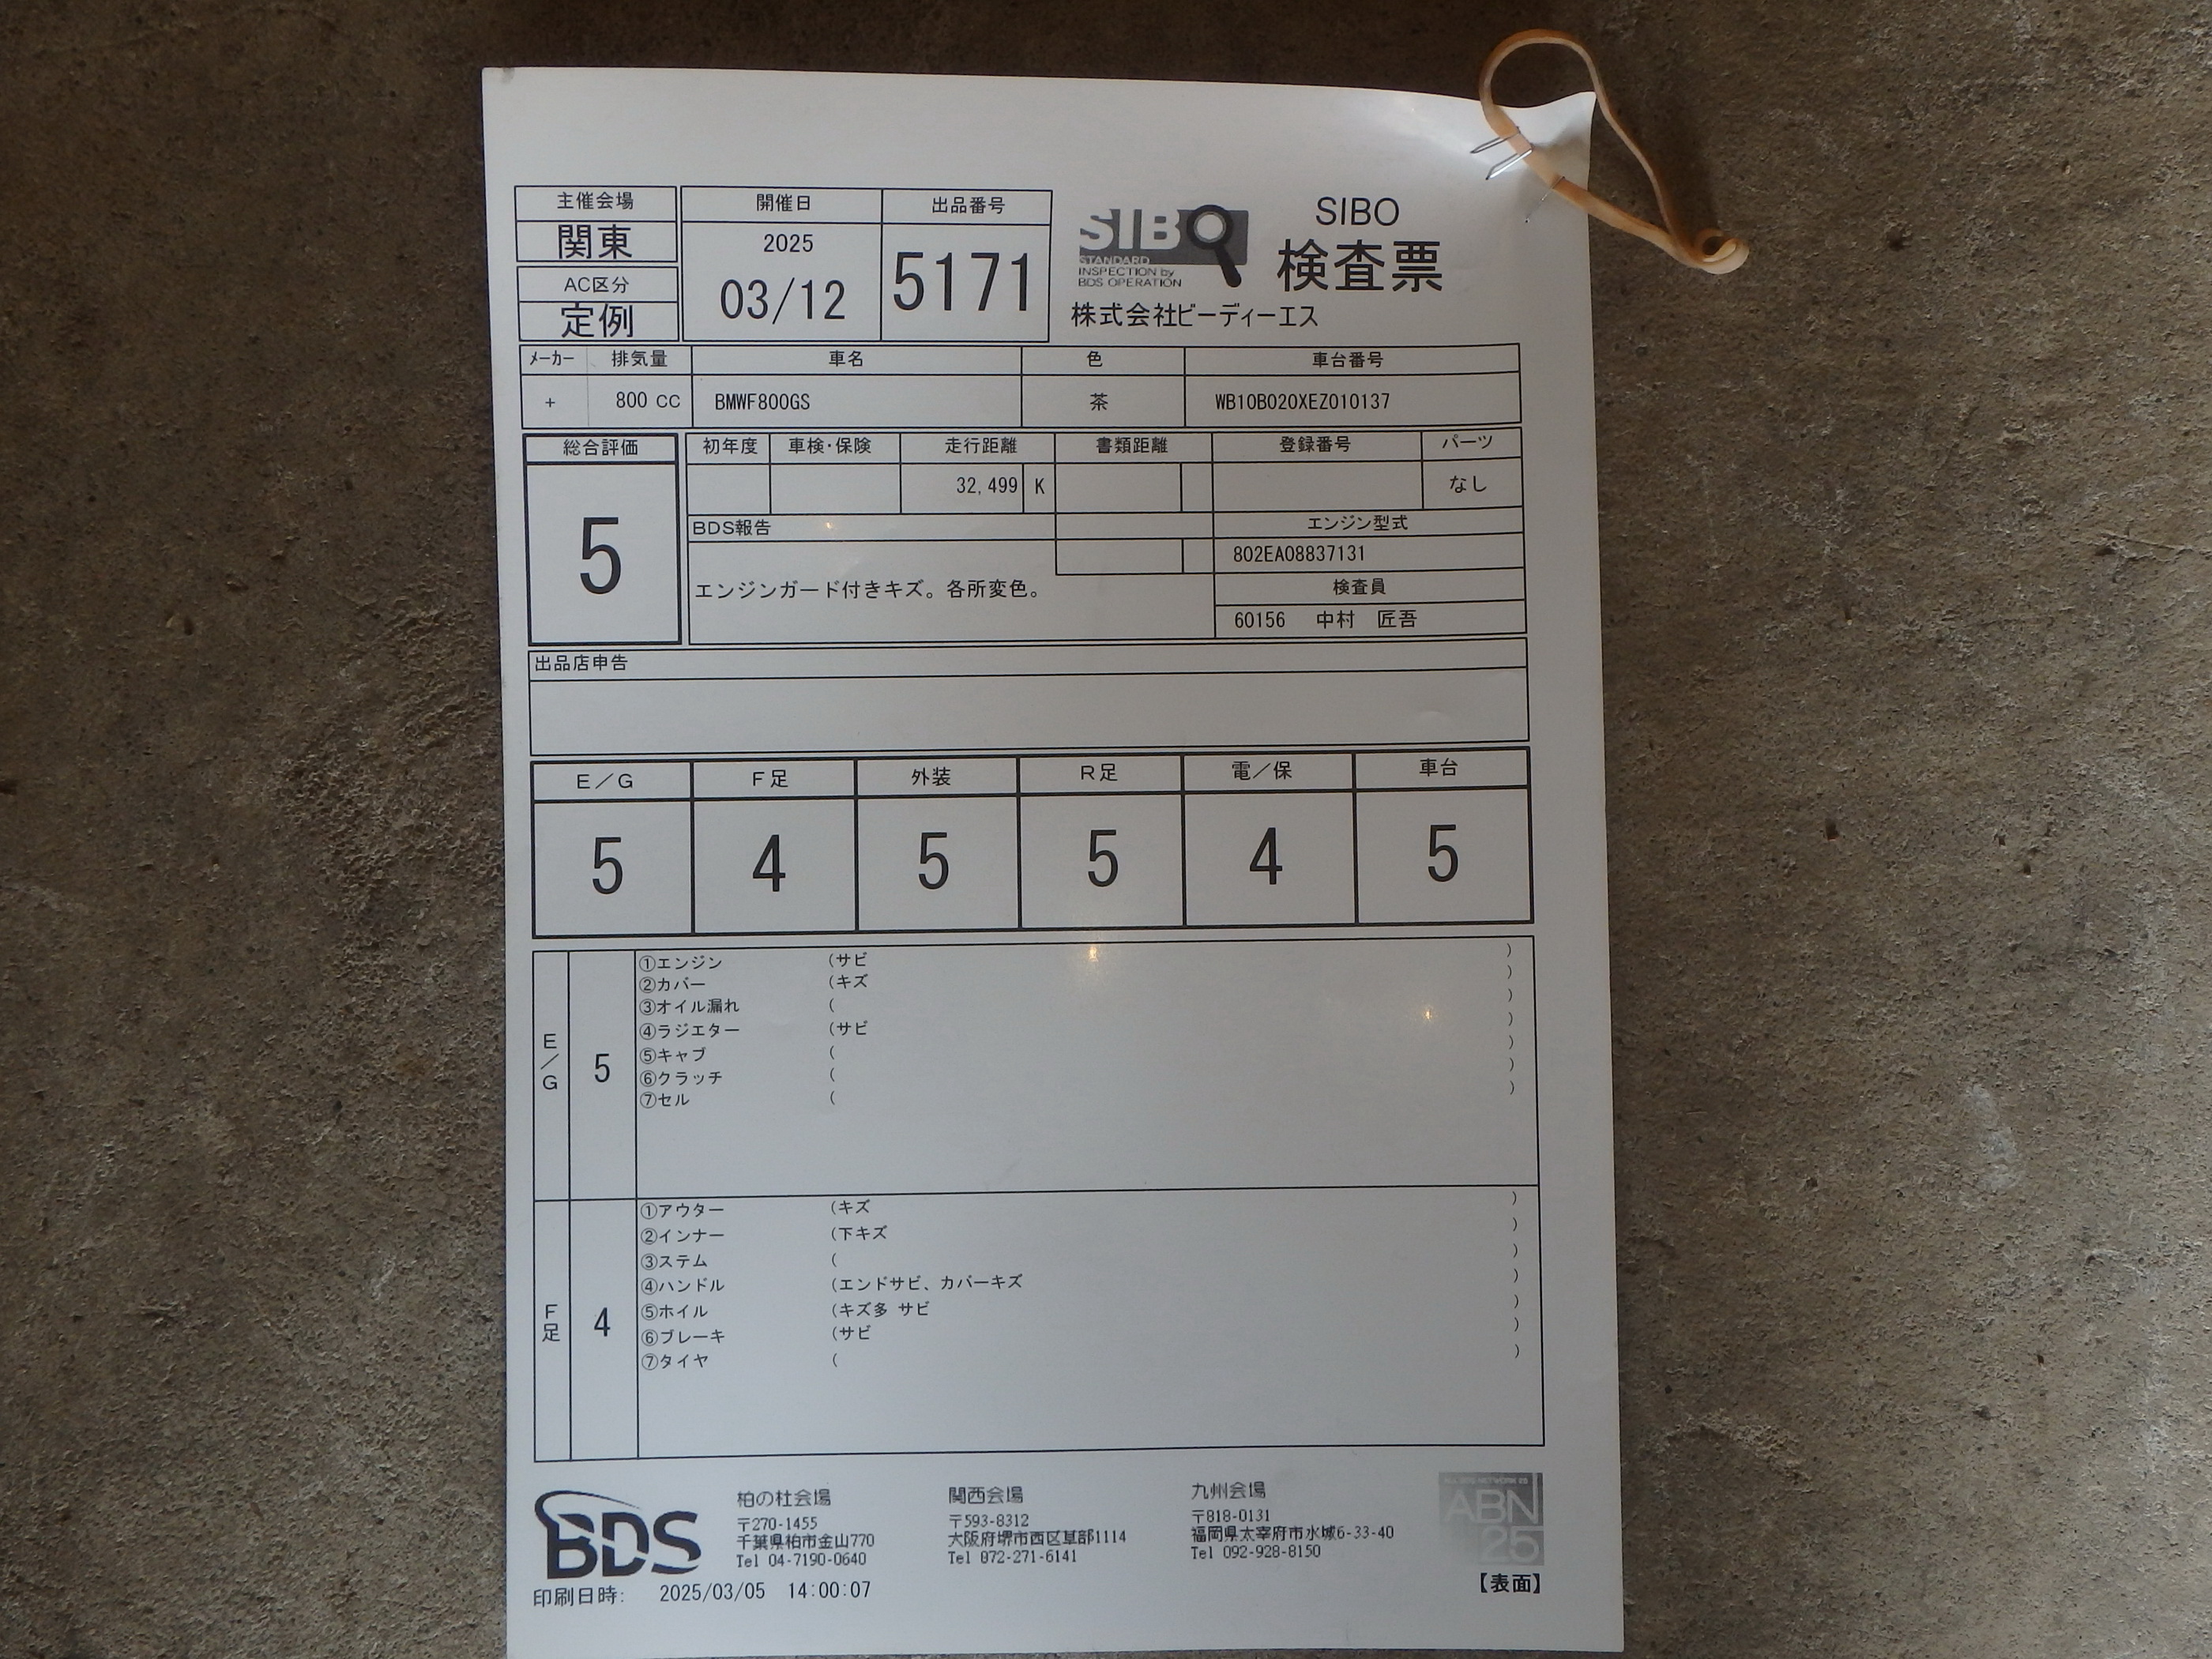 主催会場 開催日 出品番号
関東 2025 03/12 5171
AC区分
定例
SIBO
STANDARD
INSPECTION by
BDS OPERATION
SIBO
検査票
株式会社ビーディーエス
メーカー 排気量 車名 色 車台番号
+ 800 CC BMWF800GS 茶 WB10B020XEZ010137
総合評価 初年度 車検・保険 走行距離 書類距離 登録番号 パーツ
5 32,499 K なし
BDS報告 エンジン型式
802EA08837131
エンジンガード付きキズ。各所変色。 検査員
60156 中村 匠吾
出品店申告
E/G F足 外装 R足 電/保 車台
5 4 5 5 4 5
E/G 5
①エンジン (サビ )
②カバー (キズ )
③オイル漏れ ( )
④ラジエター (サビ )
⑤キャブ ( )
⑥クラッチ ( )
⑦セル ( )
F足 4
①アウター (キズ )
②インナー (下キズ )
③ステム ( )
④ハンドル (エンドサビ、カバーキズ )
⑤ホイル (キズ多 サビ )
⑥ブレーキ (サビ )
⑦タイヤ ( )
BDS
柏の杜会場
〒270-1455
千葉県柏市金山770
Tel 04-7190-0640
関西会場
〒593-8312
大阪府堺市西区草部1114
Tel 072-271-6141
九州会場
〒818-0131
福岡県太宰府市水城6-33-40
Tel 092-928-8150
ABN
25
印刷日時: 2025/03/05 14:00:07
【表面】